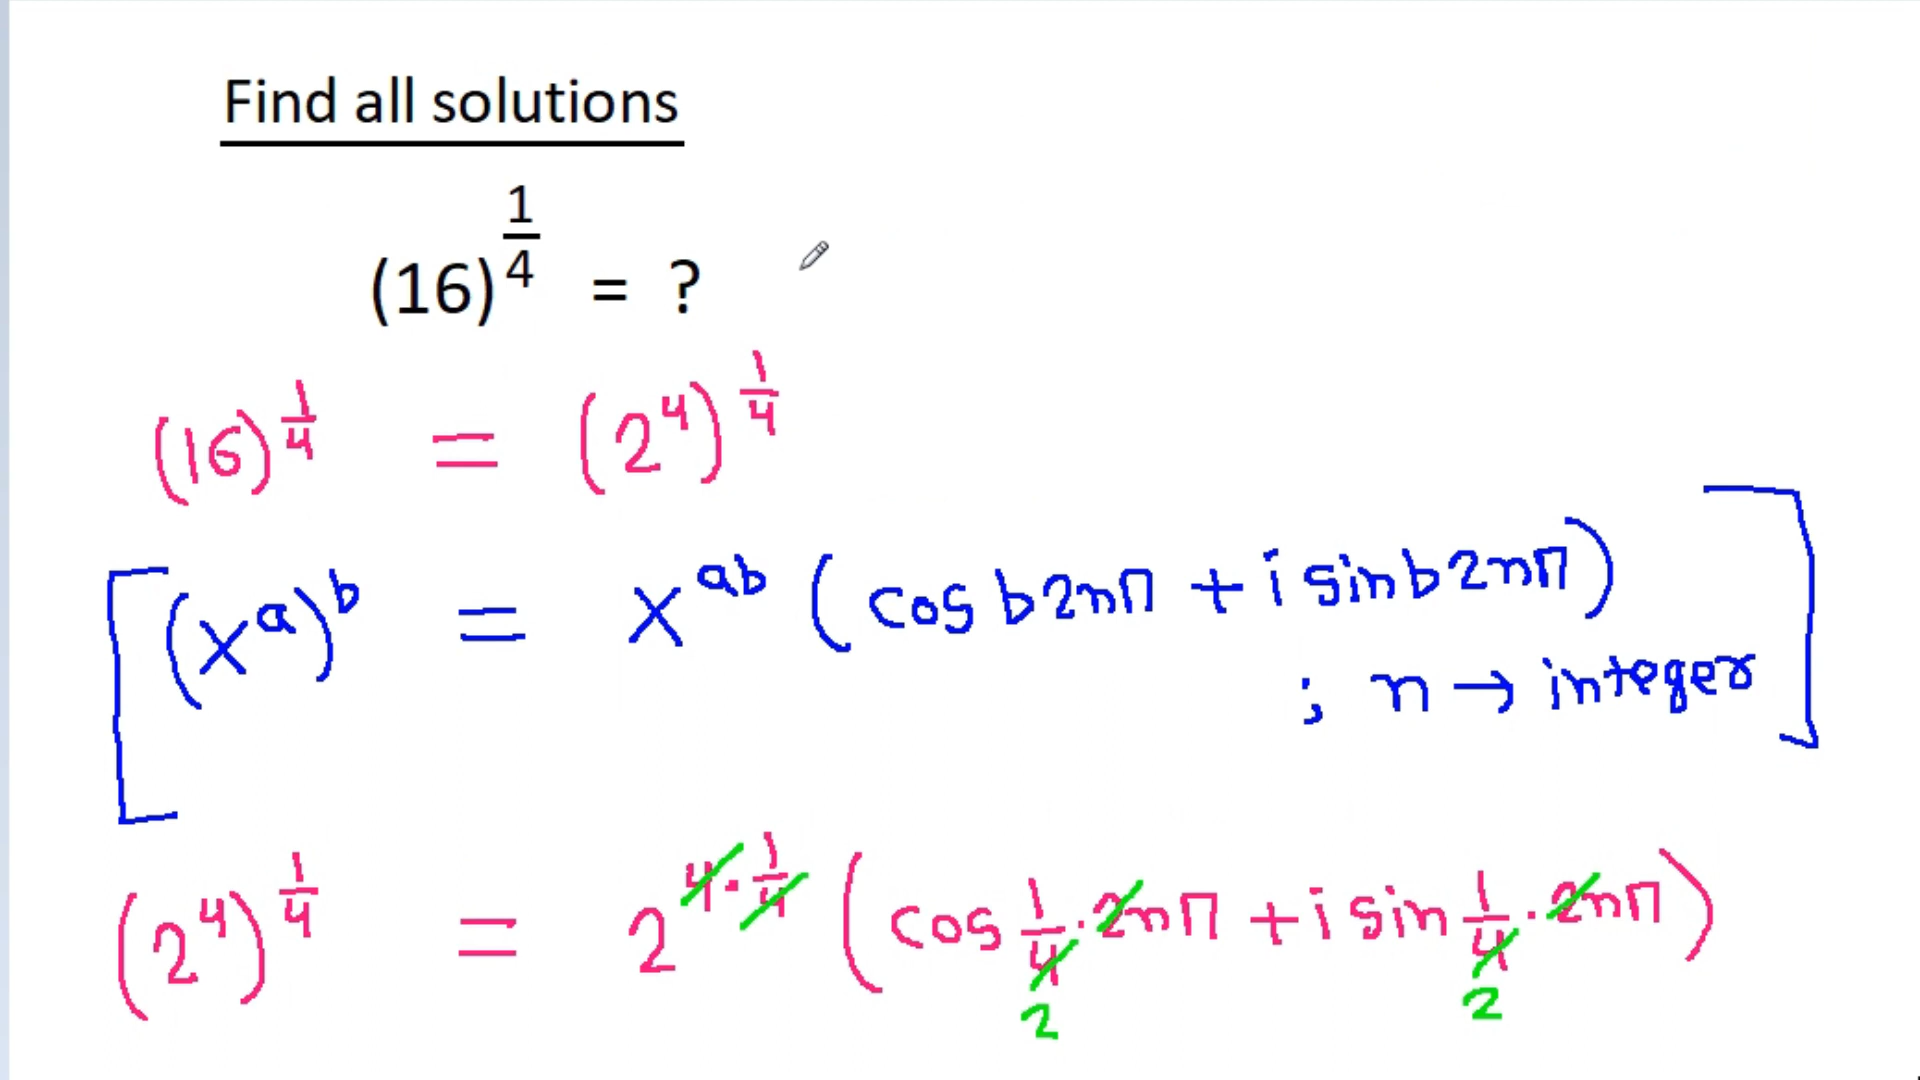 Find all solutions
(16)^(1/4) = ?
(16)^(1/4) = (2^4)^(1/4)
[(x^a)^b = x^(ab) (cos b2nπ + i sin b2nπ)
; n → integer]
(2^4)^(1/4) = 2^(4·1/4) (cos 1/4 · 2nπ + i sin 1/4 · 2nπ)
2 2